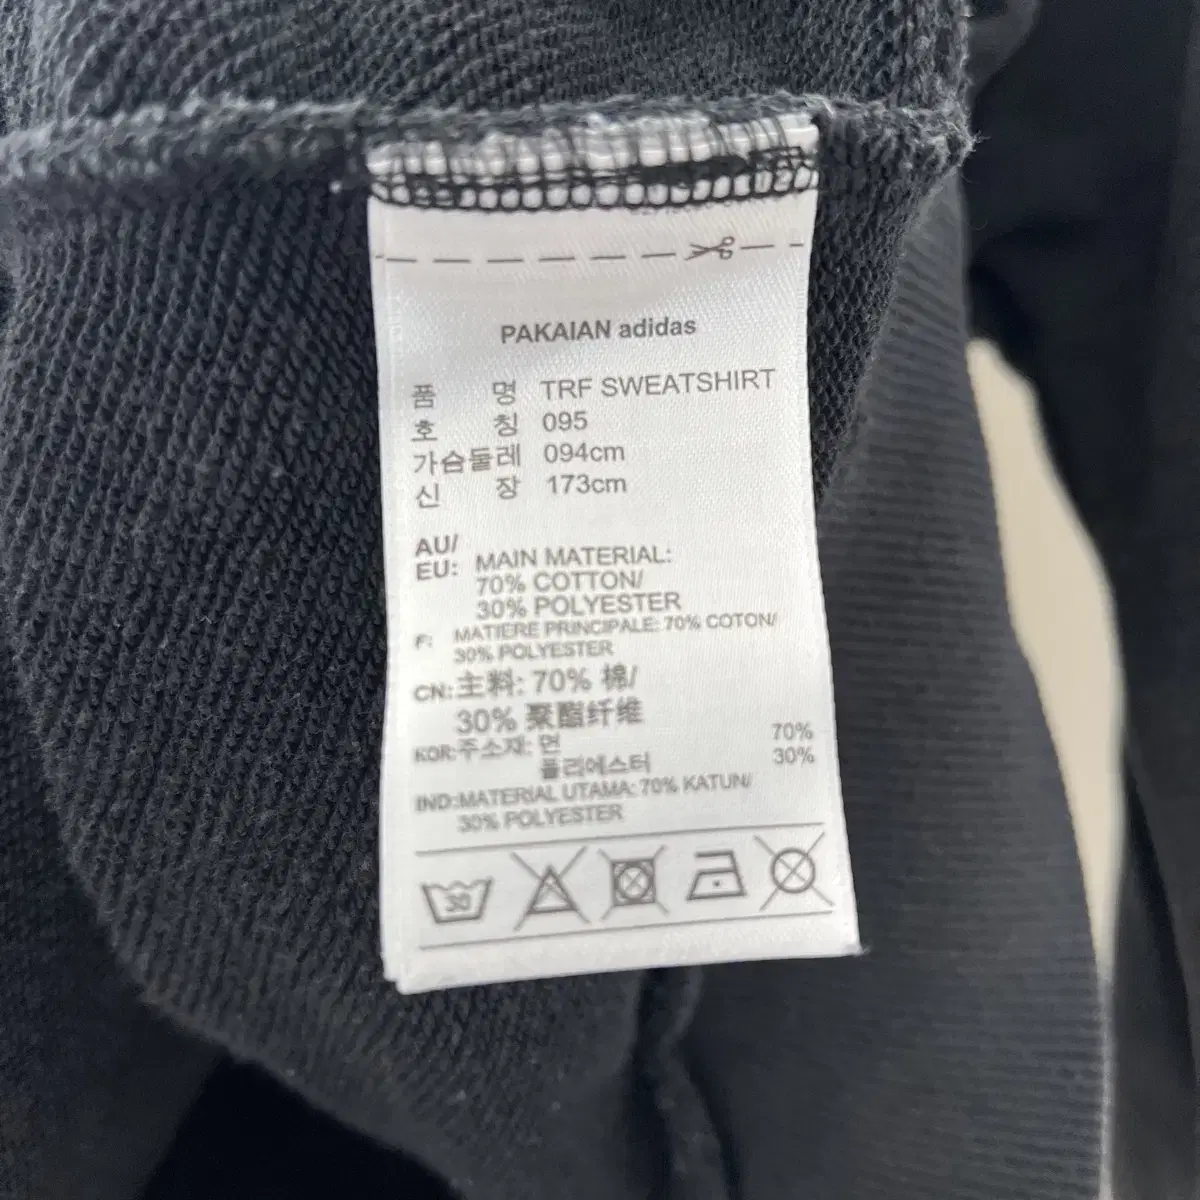 PAKAIAN adidas
품 명 TRF SWEATSHIRT
호 칭 095
가슴둘레 094cm
신 장 173cm
AU/
EU: MAIN MATERIAL:
70% COTTON/
30% POLYESTER
F: MATIERE PRINCIPALE: 70% COTON/
30% POLYESTER
CN:主料: 70% 棉/
30% 聚酯纤维
KOR:주소재: 면 70%
폴리에스터 30%
IND:MATERIAL UTAMA: 70% KATUN/
30% POLYESTER
30